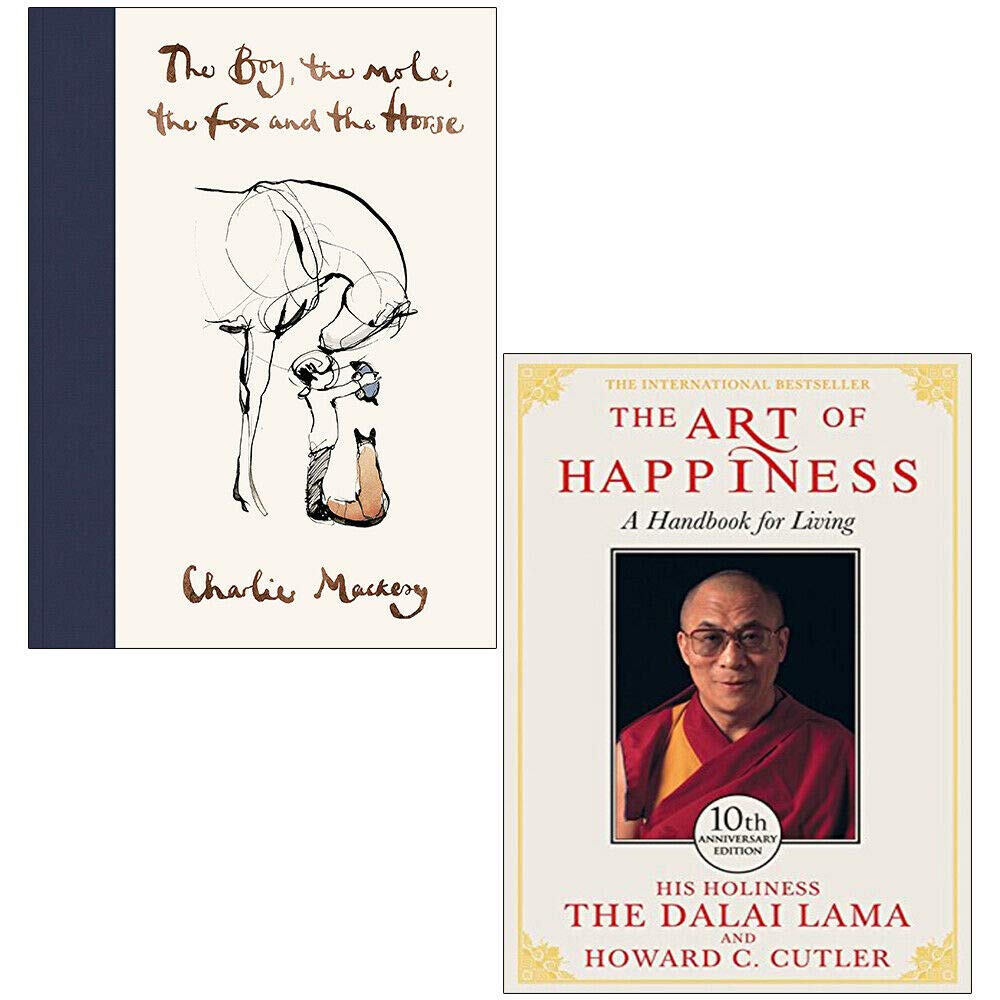 The Boy, the mole,
the fox and the Horse
Charlie Mackesy
THE INTERNATIONAL BESTSELLER
THE ART OF
HAPPINESS
A Handbook for Living
10th
ANNIVERSARY
EDITION
HIS HOLINESS
THE DALAI LAMA
AND
HOWARD C. CUTLER